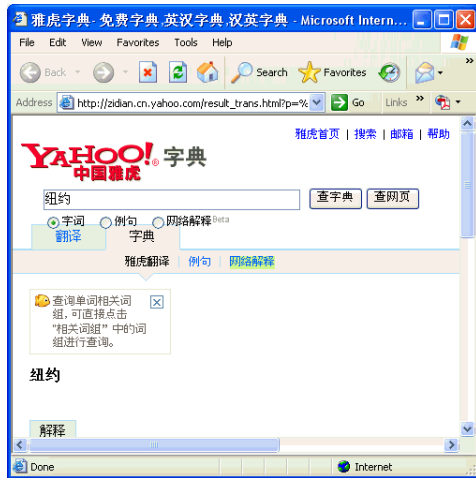 雅虎字典- 免费字典,英汉字典,汉英字典 - Microsoft Intern...
File Edit View Favorites Tools Help
Back Search Favorites »
Address http://zidian.cn.yahoo.com/result_trans.html?p=% Go Links »
雅虎首页 | 搜索 | 邮箱 | 帮助
YAHOO!® 字典
中国雅虎
纽约 查字典 查网页
字词 例句 网络解释Beta
翻译 字典
雅虎翻译 | 例句 | 网络解释
查询单词相关词
组,可直接点击
"相关词组"中的词
组进行查询。
纽约
解释
Done Internet